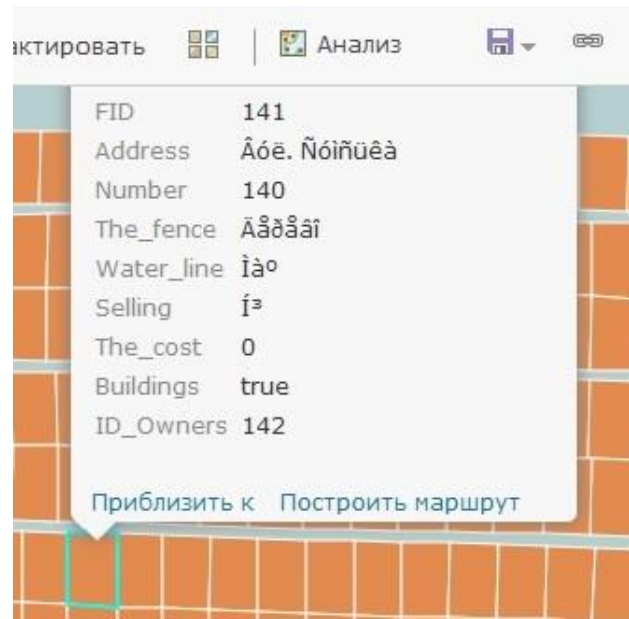 актировать Анализ
FID 141
Address Âóë. Ñóìñüêà
Number 140
The_fence Äåðåâî
Water_line Ìàº
Selling Í³
The_cost 0
Buildings true
ID_Owners 142
Приблизить к Построить маршрут